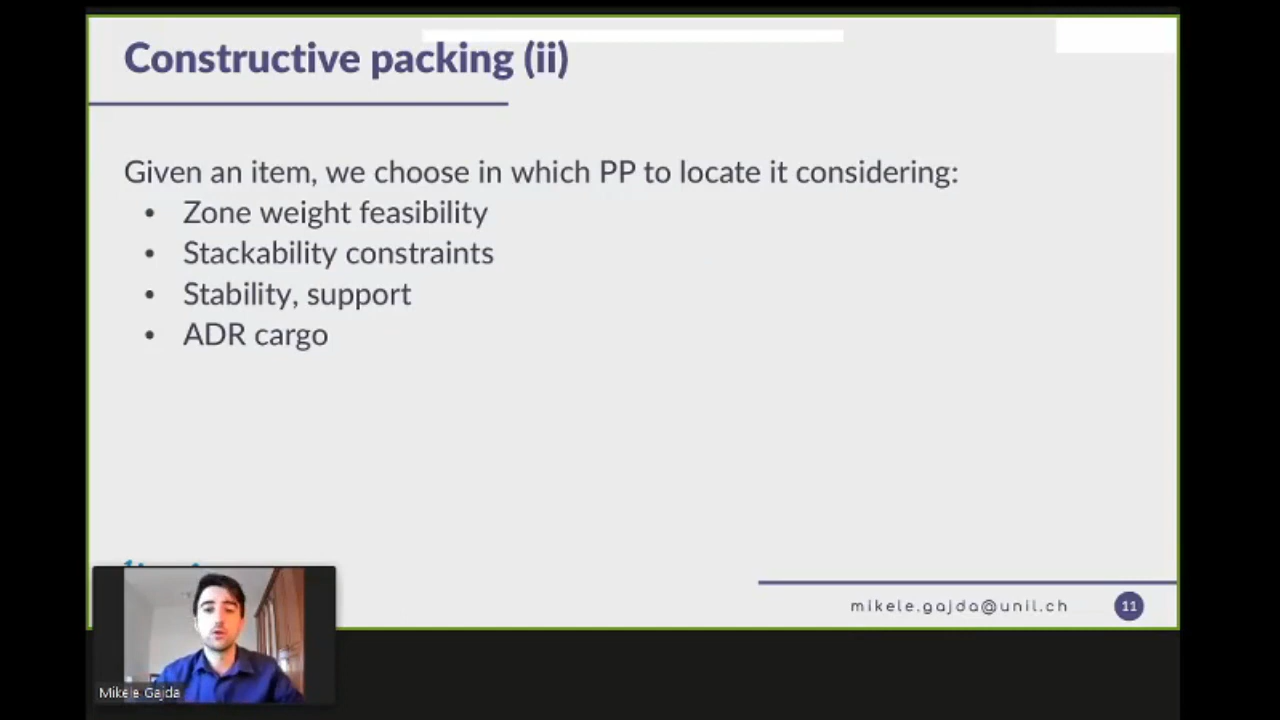 Constructive packing (ii)
Given an item, we choose in which PP to locate it considering:
• Zone weight feasibility
• Stackability constraints
• Stability, support
• ADR cargo
mikele.gajda@unil.ch
11
Mikele Gajda